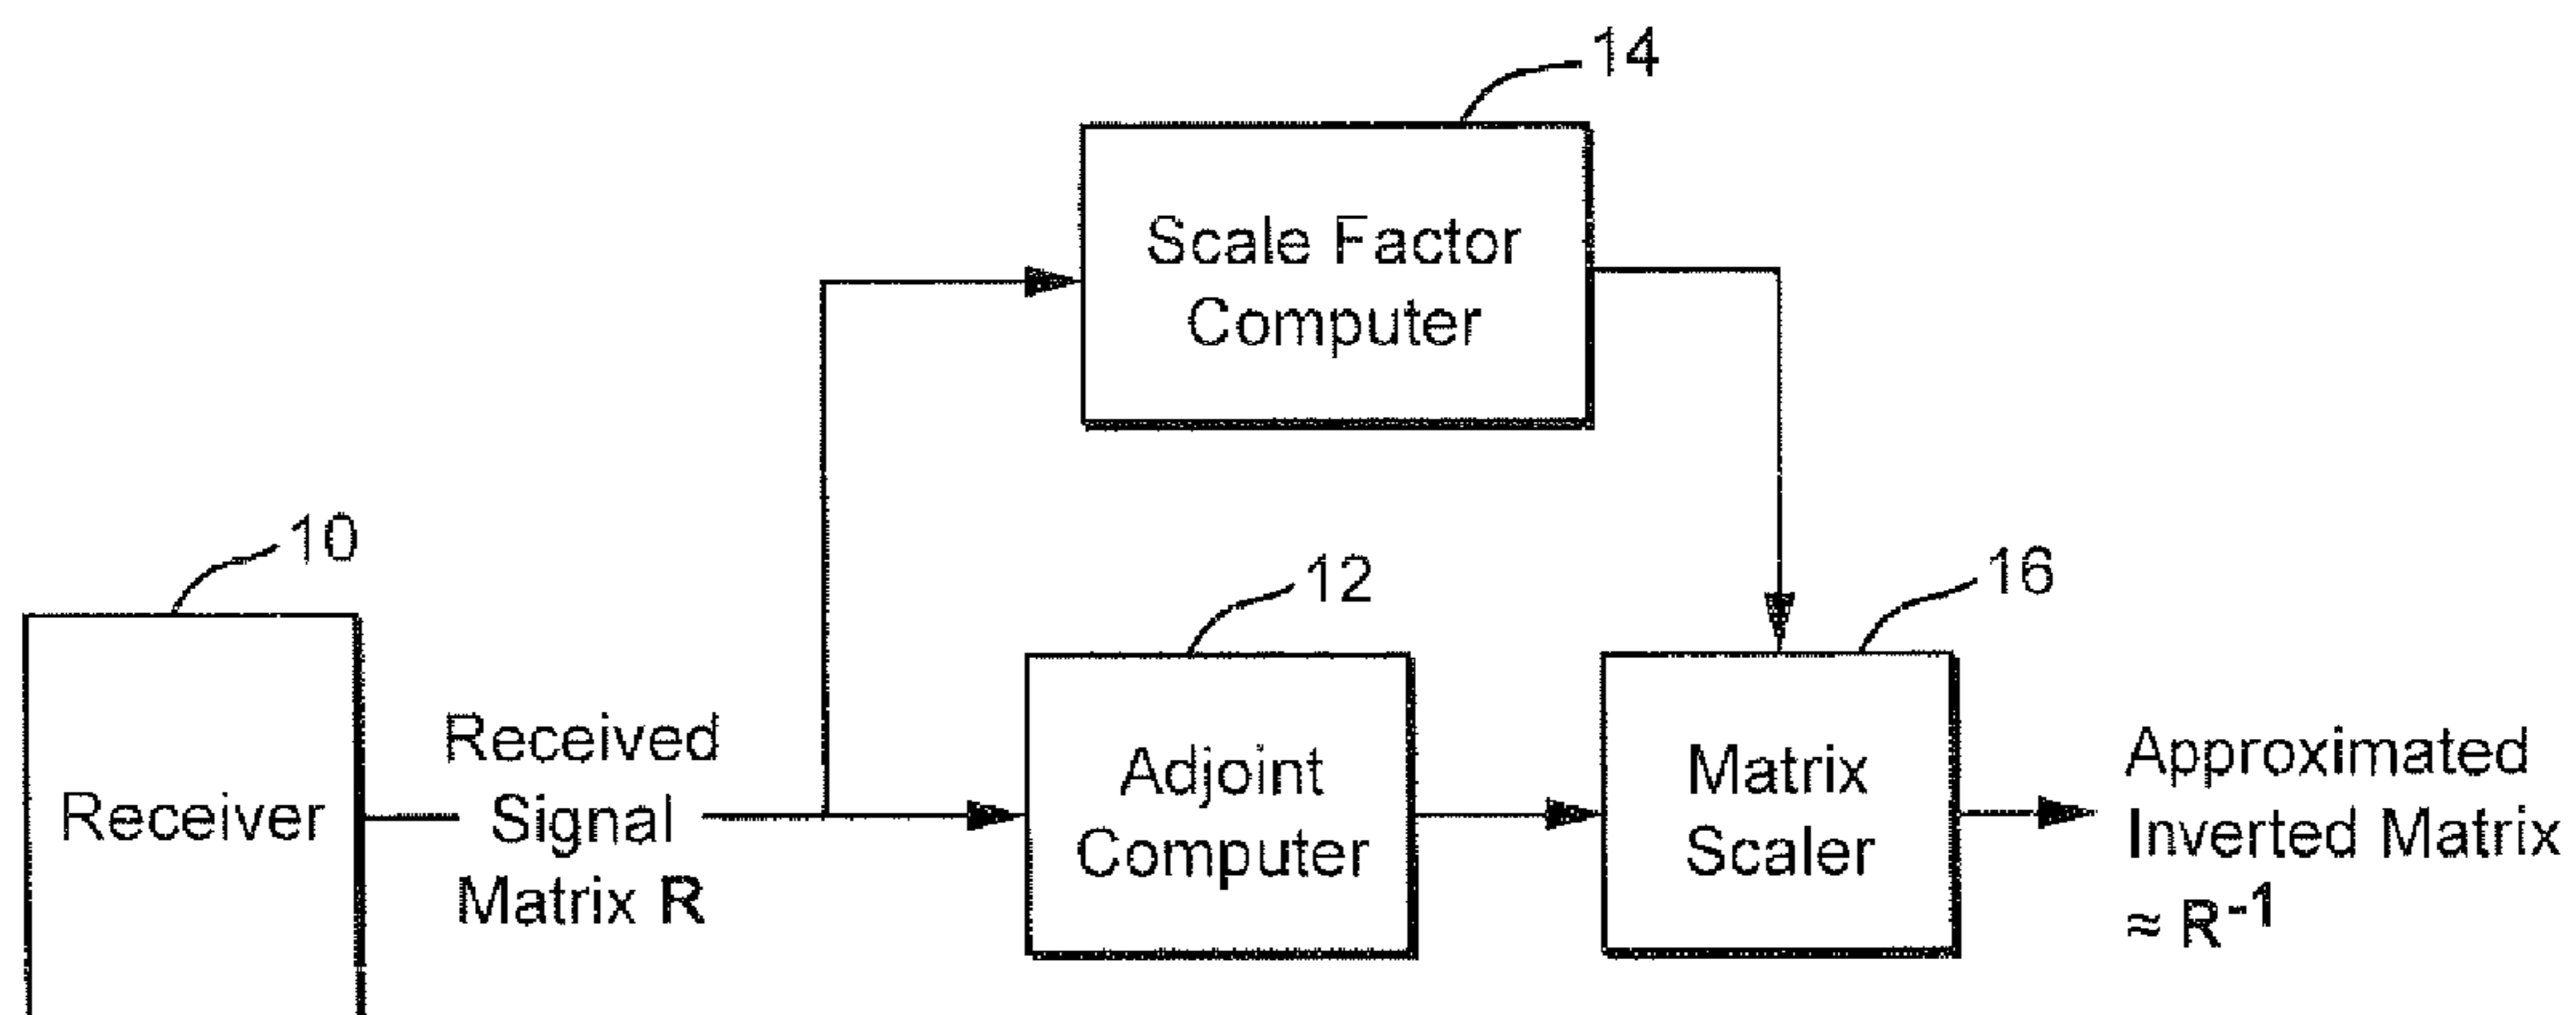 14
Scale Factor
Computer
10
12
16
Receiver
Received
Signal
Matrix R
Adjoint
Computer
Matrix
Scaler
Approximated
Inverted Matrix
≈ R⁻¹